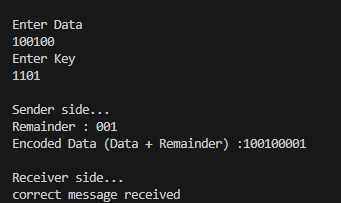 Enter Data
100100
Enter Key
1101
Sender side...
Remainder : 001
Encoded Data (Data + Remainder) :100100001
Receiver side...
correct message received